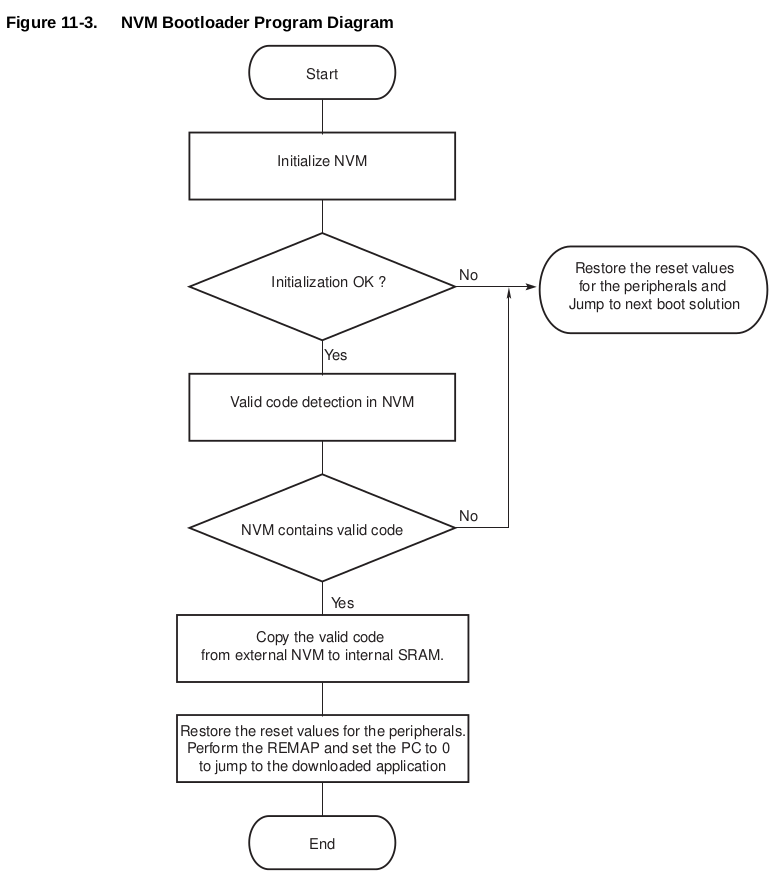 Figure 11-3. NVM Bootloader Program Diagram
Start
Initialize NVM
Initialization OK ?
No
Restore the reset values
for the peripherals and
Jump to next boot solution
Yes
Valid code detection in NVM
NVM contains valid code
No
Yes
Copy the valid code
from external NVM to internal SRAM.
Restore the reset values for the peripherals.
Perform the REMAP and set the PC to 0
to jump to the downloaded application
End